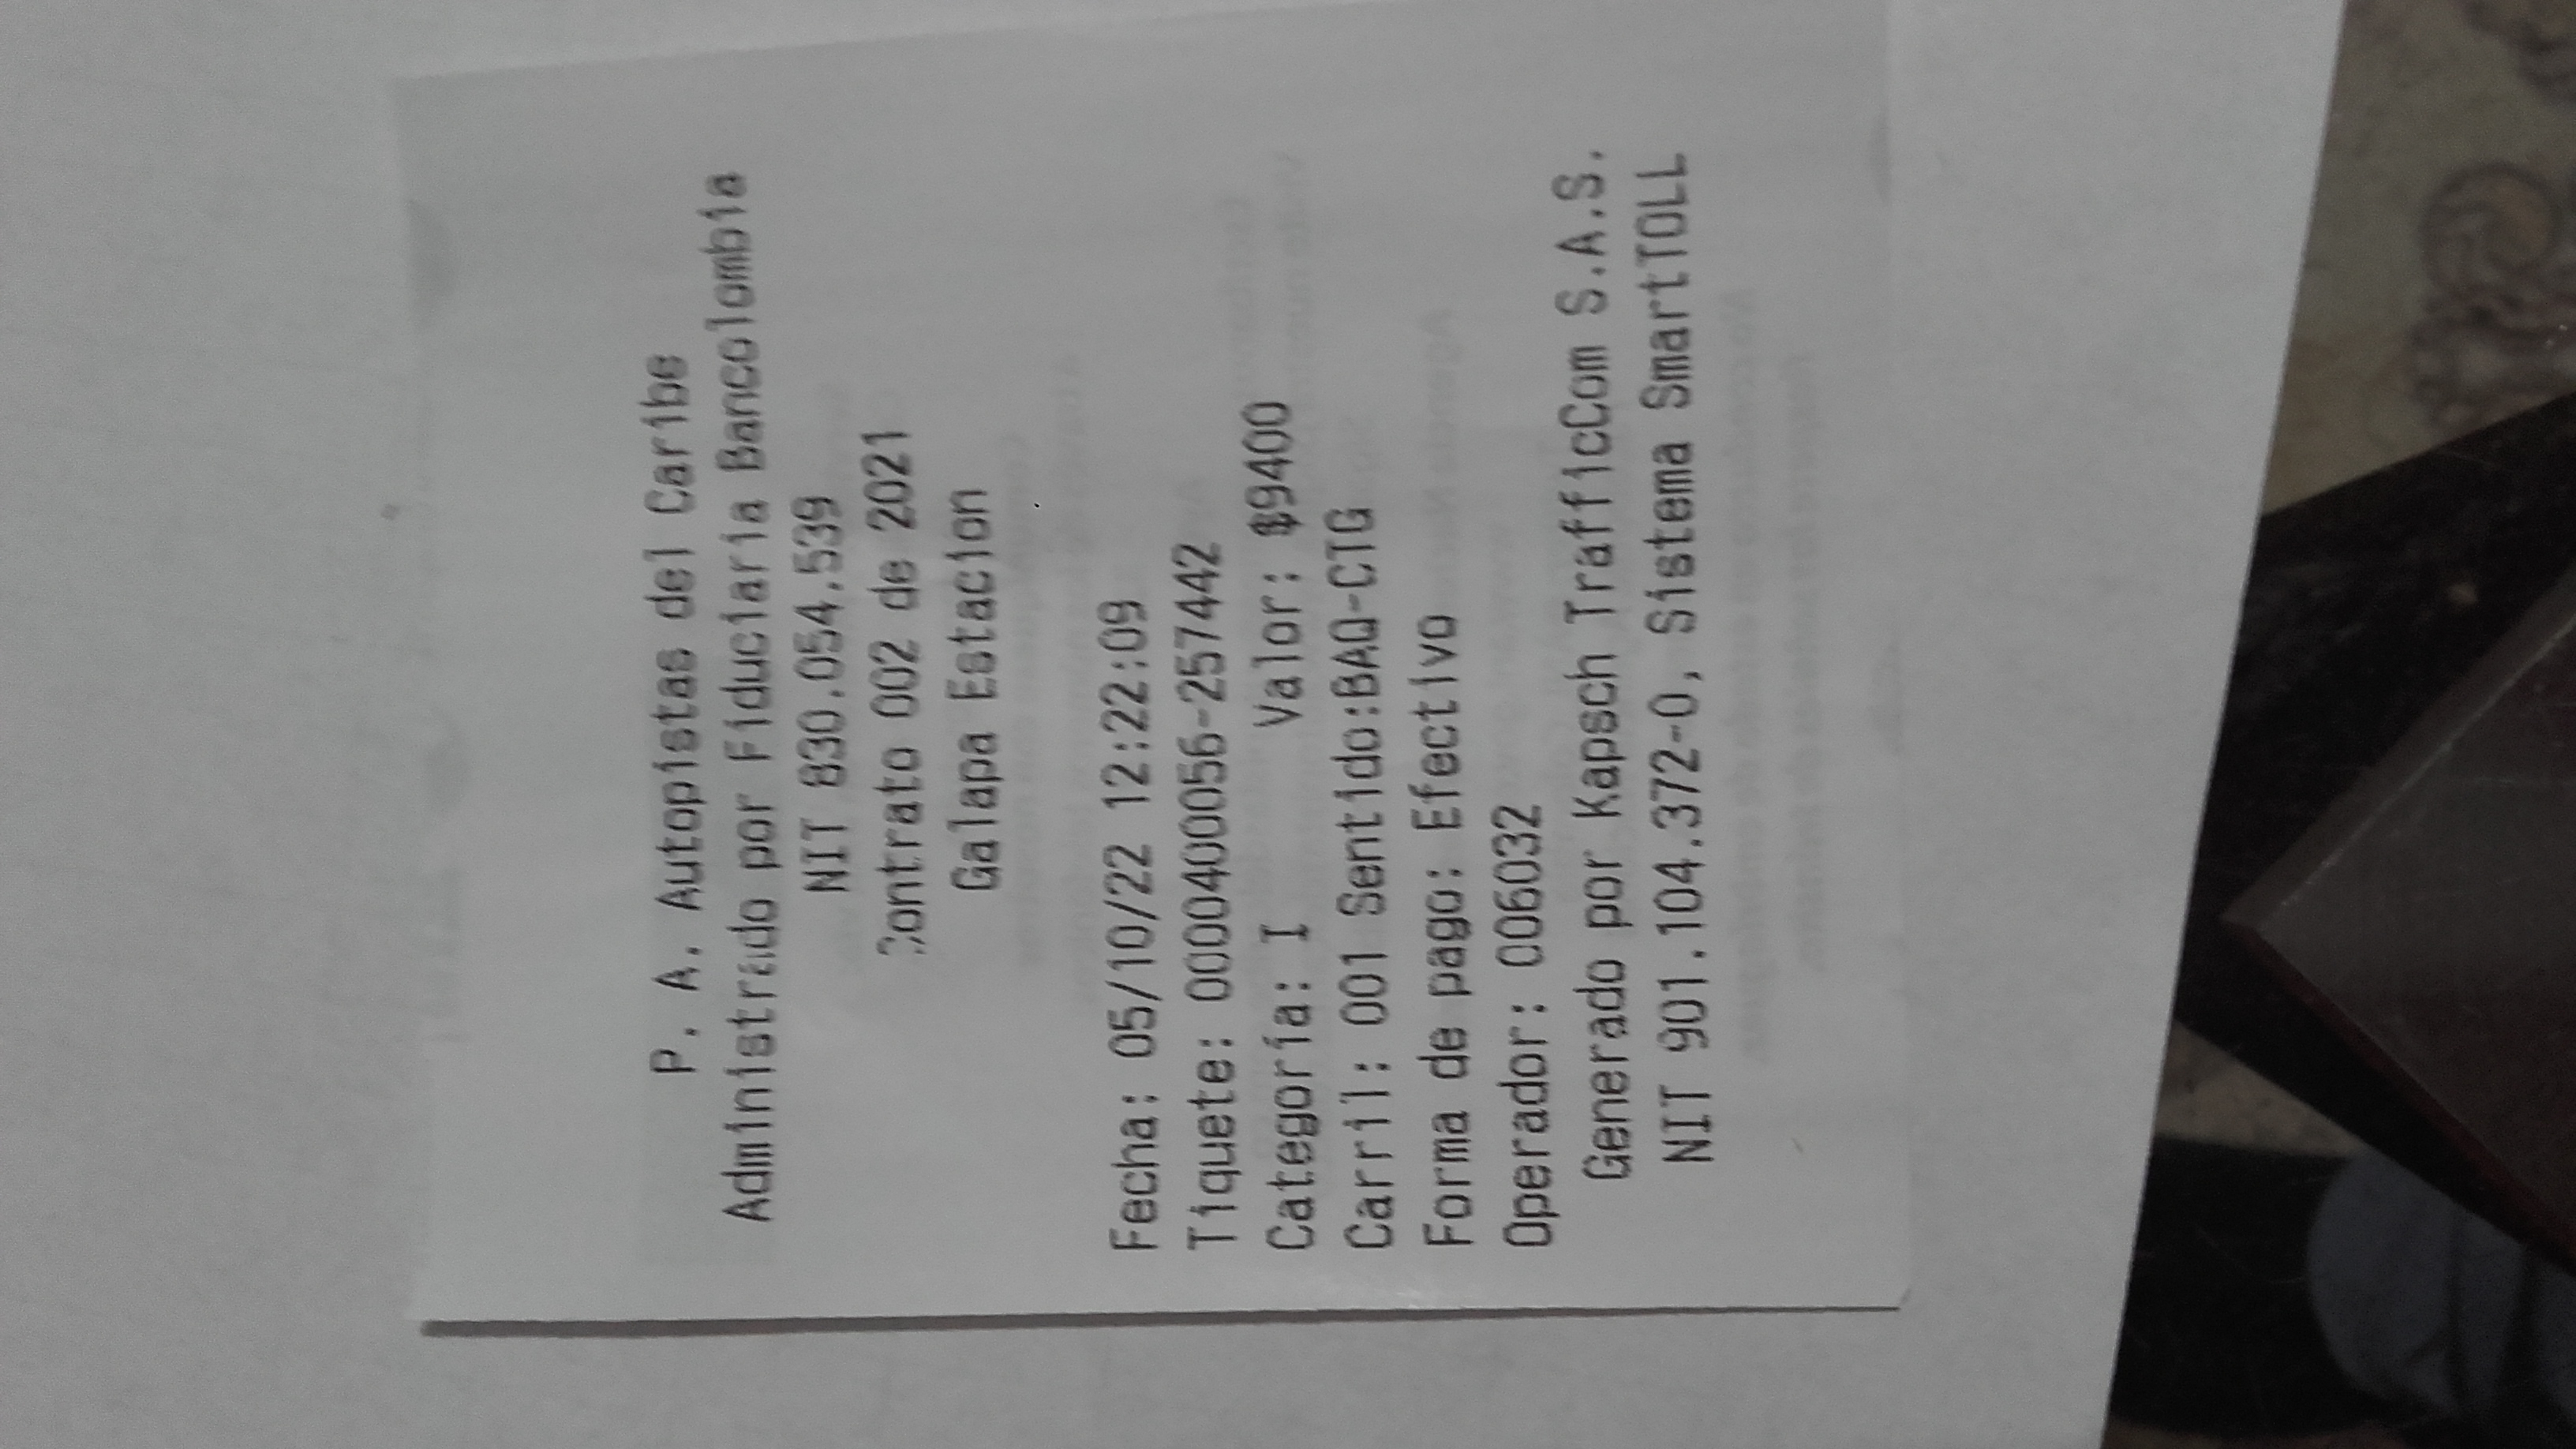 P. A. Autopistas del Caribe
Administrado por Fiduciaria Bancolombia
NIT 830.054.539
Contrato 002 de 2021
Galapa Estacion
Fecha: 05/10/22 12:22:09
Tiquete: 0000400056-257442
Categoría: I Valor: $9400
Carril: 001 Sentido:BAQ-CTG
Forma de pago: Efectivo
Operador: 006032
Generado por Kapsch TrafficCom S.A.S.
NIT 901.104.372-0, Sistema SmartTOLL